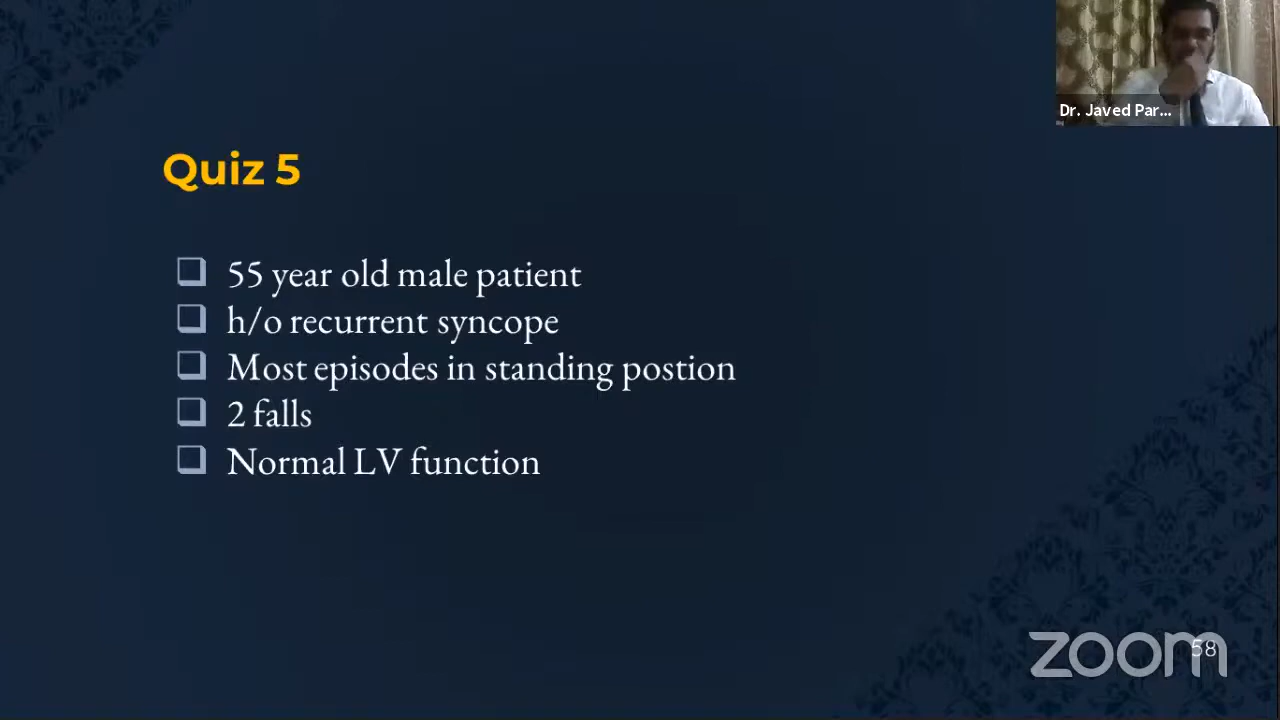 Dr. Javed Par...
Quiz 5
55 year old male patient
h/o recurrent syncope
Most episodes in standing postion
2 falls
Normal LV function
zoom
58